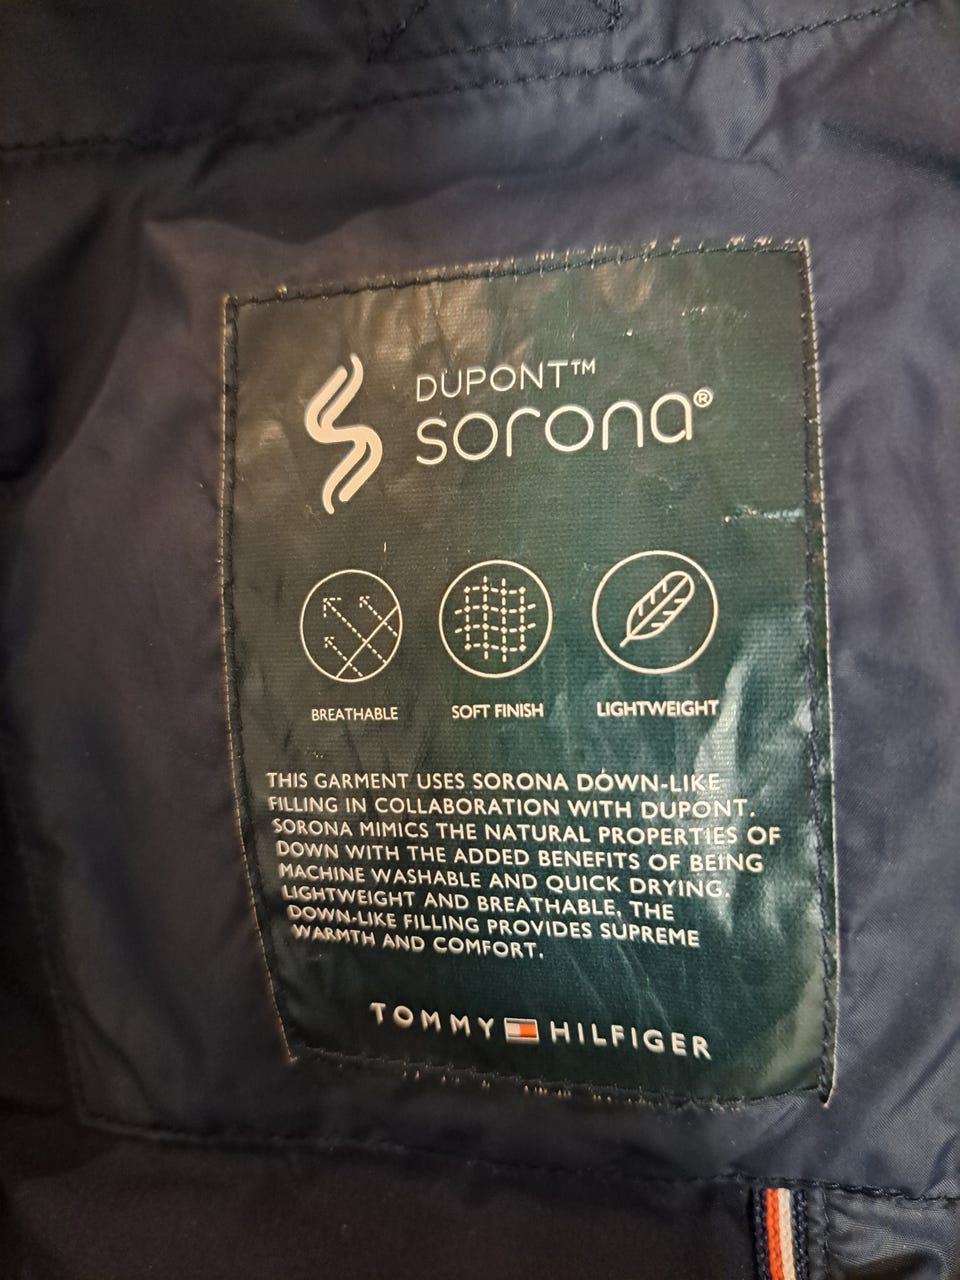 DUPONT™
sorona®
BREATHABLE SOFT FINISH LIGHTWEIGHT
THIS GARMENT USES SORONA DOWN-LIKE
FILLING IN COLLABORATION WITH DUPONT.
SORONA MIMICS THE NATURAL PROPERTIES OF
DOWN WITH THE ADDED BENEFITS OF BEING
MACHINE WASHABLE AND QUICK DRYING.
LIGHTWEIGHT AND BREATHABLE, THE
DOWN-LIKE FILLING PROVIDES SUPREME
WARMTH AND COMFORT.
TOMMY HILFIGER